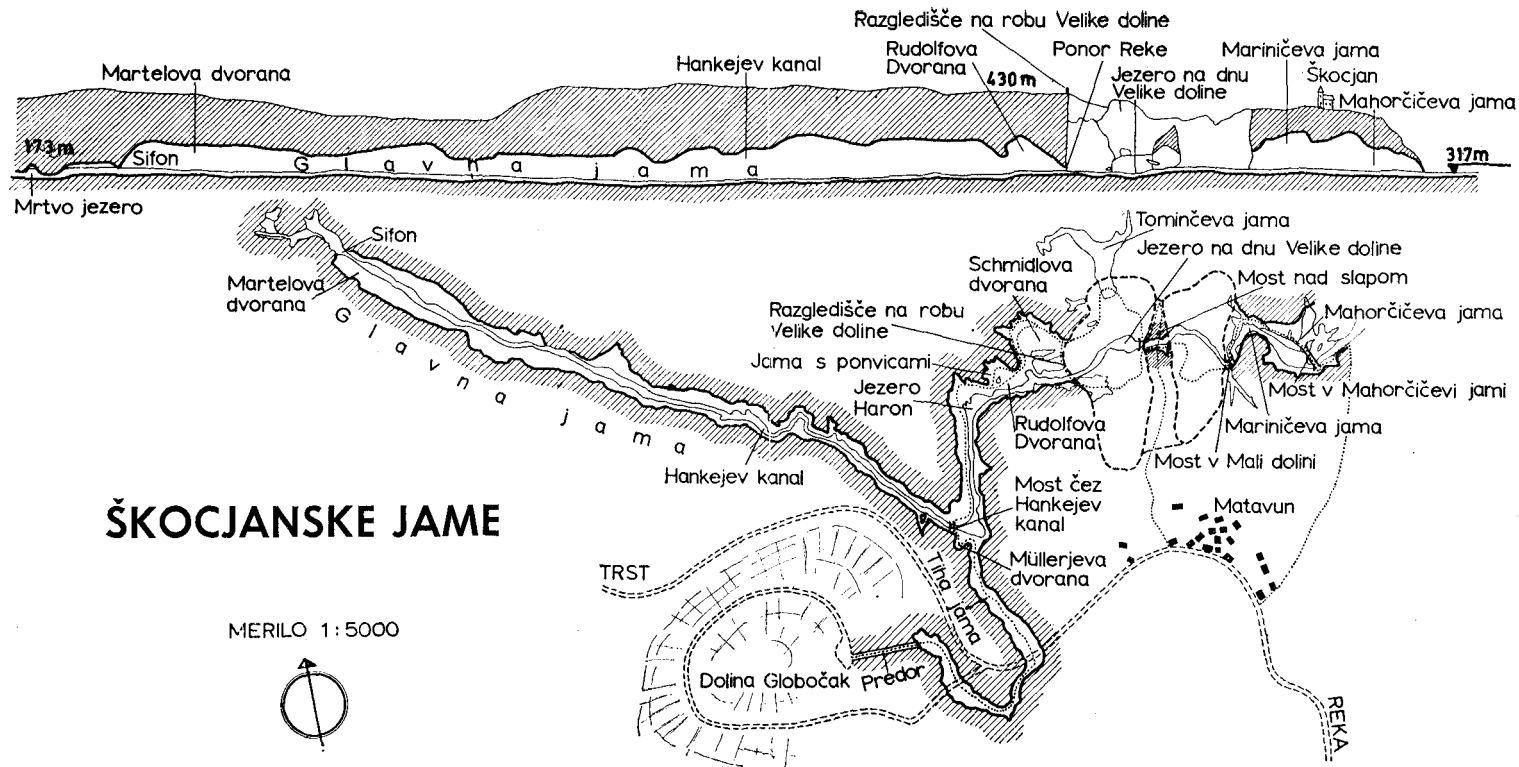 Razgledišče na robu Velike doline
Rudolfova
Dvorana
Ponor Reke
Mariničeva jama
Martelova dvorana
Hankejev kanal
430 m
Jezero na dnu
Velike doline
Škocjan
Mahorčičeva jama
173 m
Sifon
Glavna jama
317m
Mrtvo jezero
Tominčeva jama
Sifon
Jezero na dnu Velike doline
Schmidlova
dvorana
Most nad slapom
Martelova
dvorana
Razgledišče na robu
Velike doline
Mahorčičeva jama
Glavna jama
Jama s ponvicami
Jezero
Haron
Most v Mahorčičevi jami
Rudolfova
Dvorana
Mariničeva jama
Most v Mali dolini
Hankejev kanal
Most čez
Hankejev
kanal
Matavun
ŠKOCJANSKE JAME
Müllerjeva
dvorana
TRST
Tiha jama
MERILO 1:5000
Dolina Globočak
Predor
REKA